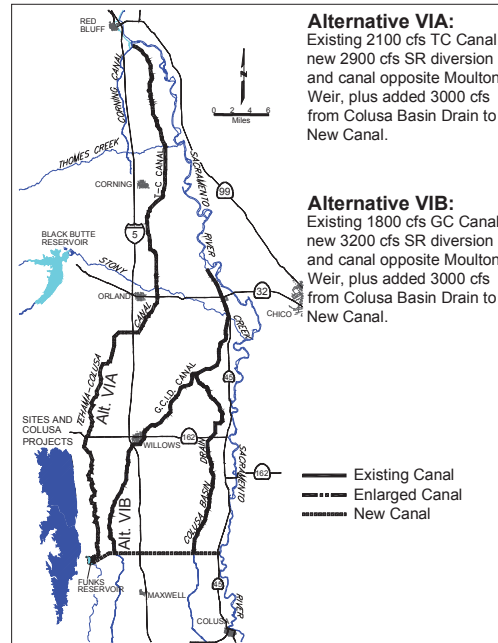 Alternative VIA:
Existing 2100 cfs TC Canal
new 2900 cfs SR diversion
and canal opposite Moulton
Weir, plus added 3000 cfs
from Colusa Basin Drain to
New Canal.
Alternative VIB:
Existing 1800 cfs GC Canal
new 3200 cfs SR diversion
and canal opposite Moulton
Weir, plus added 3000 cfs
from Colusa Basin Drain to
New Canal.
RED
BLUFF
CORNING CANAL
N
0 2 4 6
Miles
THOMES CREEK
T-C CANAL
SACRAMENTO
RIVER
CORNING
99
5
BLACK BUTTE
RESERVOIR
STONY
CREEK
ORLAND
32
CHICO
TEHAMA-COLUSA
CANAL
Alt. VIA
G.C.I.D. CANAL
45
SITES AND
COLUSA
PROJECTS
WILLOWS
162
162
Alt. VIB
COLUSA BASIN
DRAIN
SACRAMENTO
RIVER
Existing Canal
Enlarged Canal
New Canal
FUNKS
RESERVOIR
MAXWELL
45
COLUSA